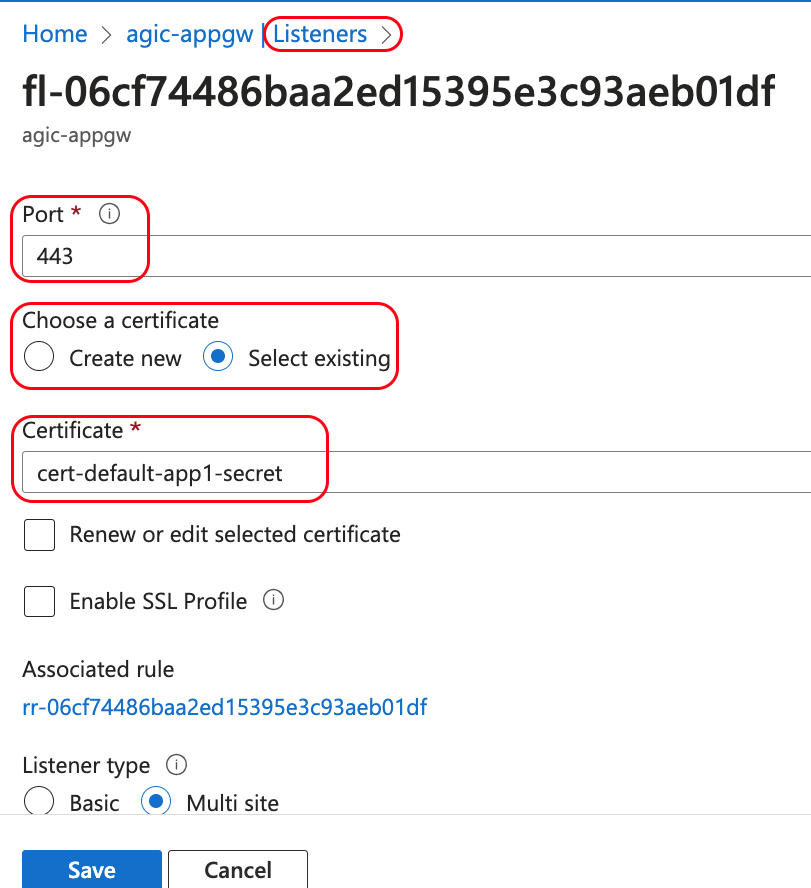 Home > agic-appgw | Listeners >
fl-06cf74486baa2ed15395e3c93aeb01df
agic-appgw
Port *
443
Choose a certificate
Create new Select existing
Certificate *
cert-default-app1-secret
Renew or edit selected certificate
Enable SSL Profile
Associated rule
rr-06cf74486baa2ed15395e3c93aeb01df
Listener type
Basic Multi site
Save Cancel